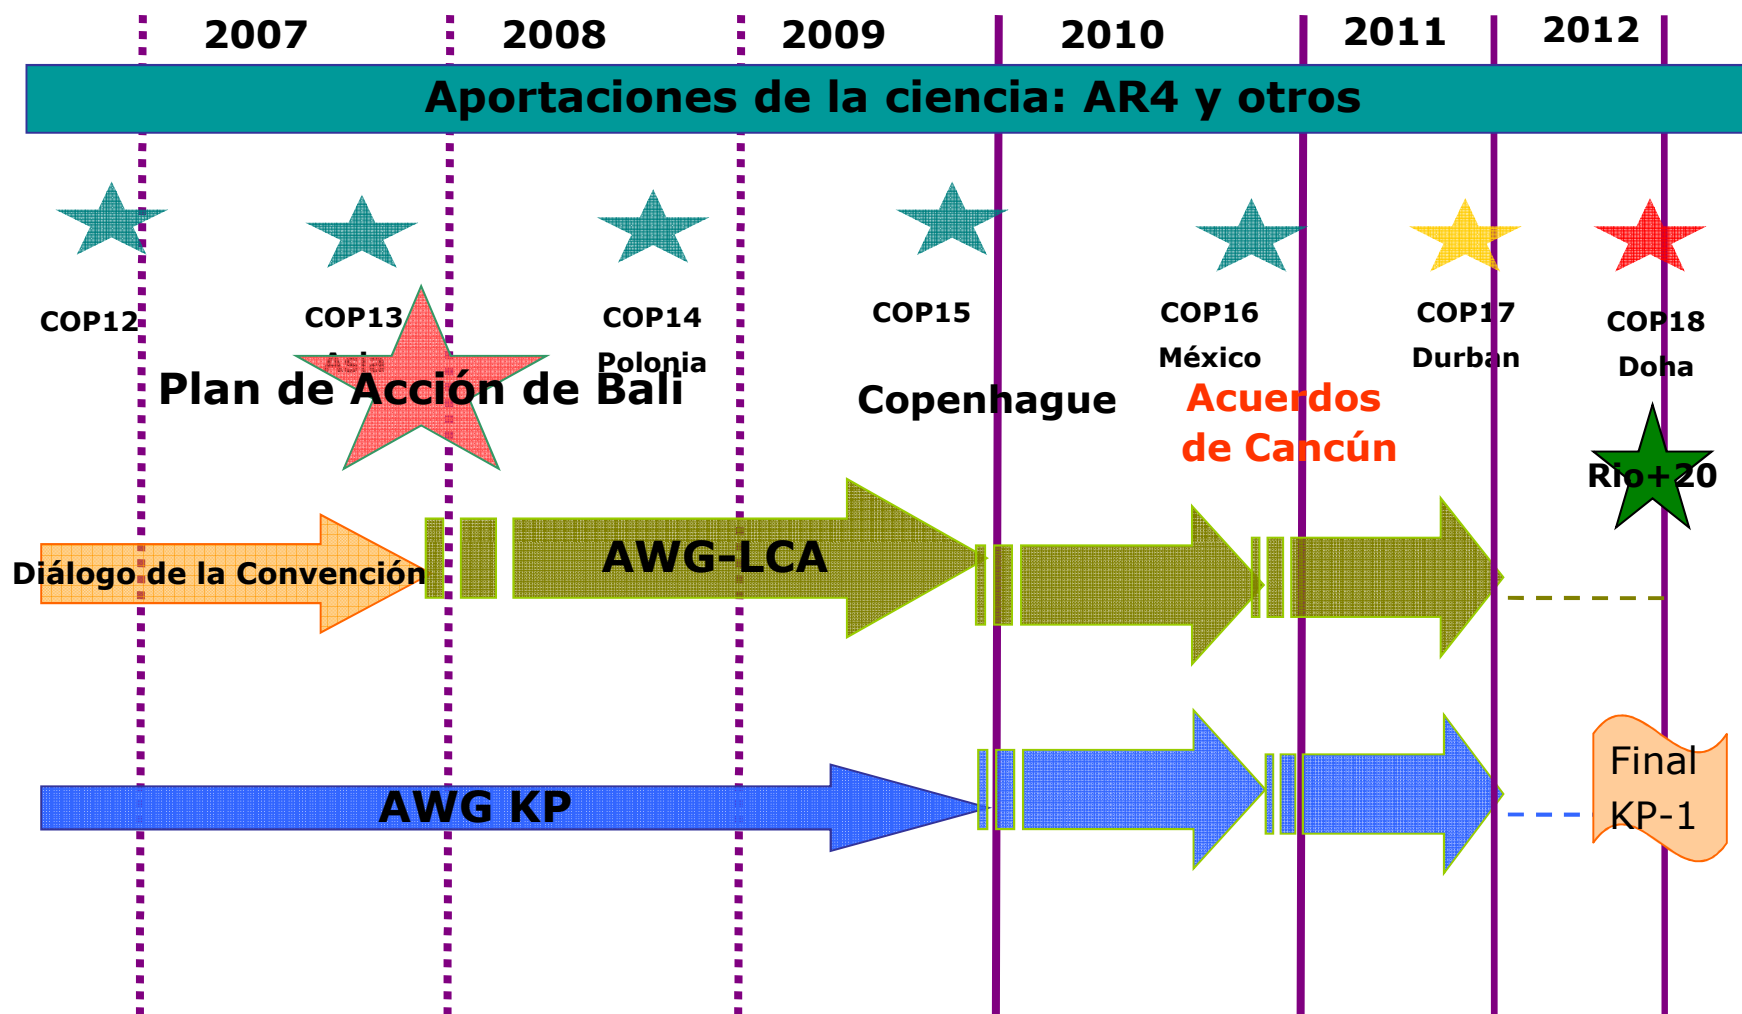 2007
2008
2009
2010
2011
2012
Aportaciones de la ciencia: AR4 y otros
COP12
COP13
Asia
COP14
Polonia
COP15
COP16
México
COP17
Durban
COP18
Doha
Plan de Acción de Bali
Copenhague
Acuerdos
de Cancún
Rio+20
Diálogo de la Convención
AWG-LCA
AWG KP
Final
KP-1